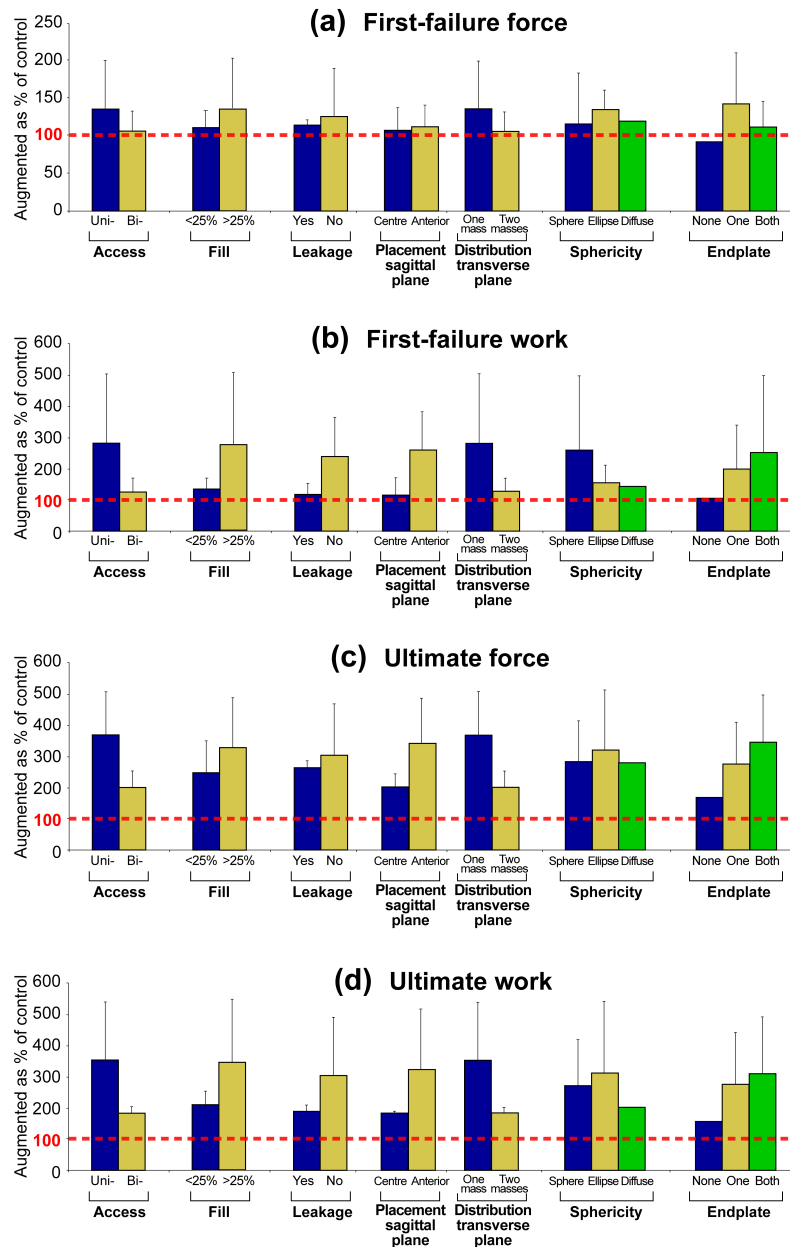 (a) First-failure force
Augmented as % of control
250
200
150
100
50
0
Uni- Bi- <25% >25% Yes No Centre Anterior One mass Two masses Sphere Ellipse Diffuse None One Both
Access Fill Leakage Placement sagittal plane Distribution transverse plane Sphericity Endplate
(b) First-failure work
Augmented as % of control
600
500
400
300
200
100
0
Uni- Bi- <25% >25% Yes No Centre Anterior One mass Two masses Sphere Ellipse Diffuse None One Both
Access Fill Leakage Placement sagittal plane Distribution transverse plane Sphericity Endplate
(c) Ultimate force
Augmented as % of control
600
500
400
300
200
100
0
Uni- Bi- <25% >25% Yes No Centre Anterior One mass Two masses Sphere Ellipse Diffuse None One Both
Access Fill Leakage Placement sagittal plane Distribution transverse plane Sphericity Endplate
(d) Ultimate work
Augmented as % of control
600
500
400
300
200
100
0
Uni- Bi- <25% >25% Yes No Centre Anterior One mass Two masses Sphere Ellipse Diffuse None One Both
Access Fill Leakage Placement sagittal plane Distribution transverse plane Sphericity Endplate